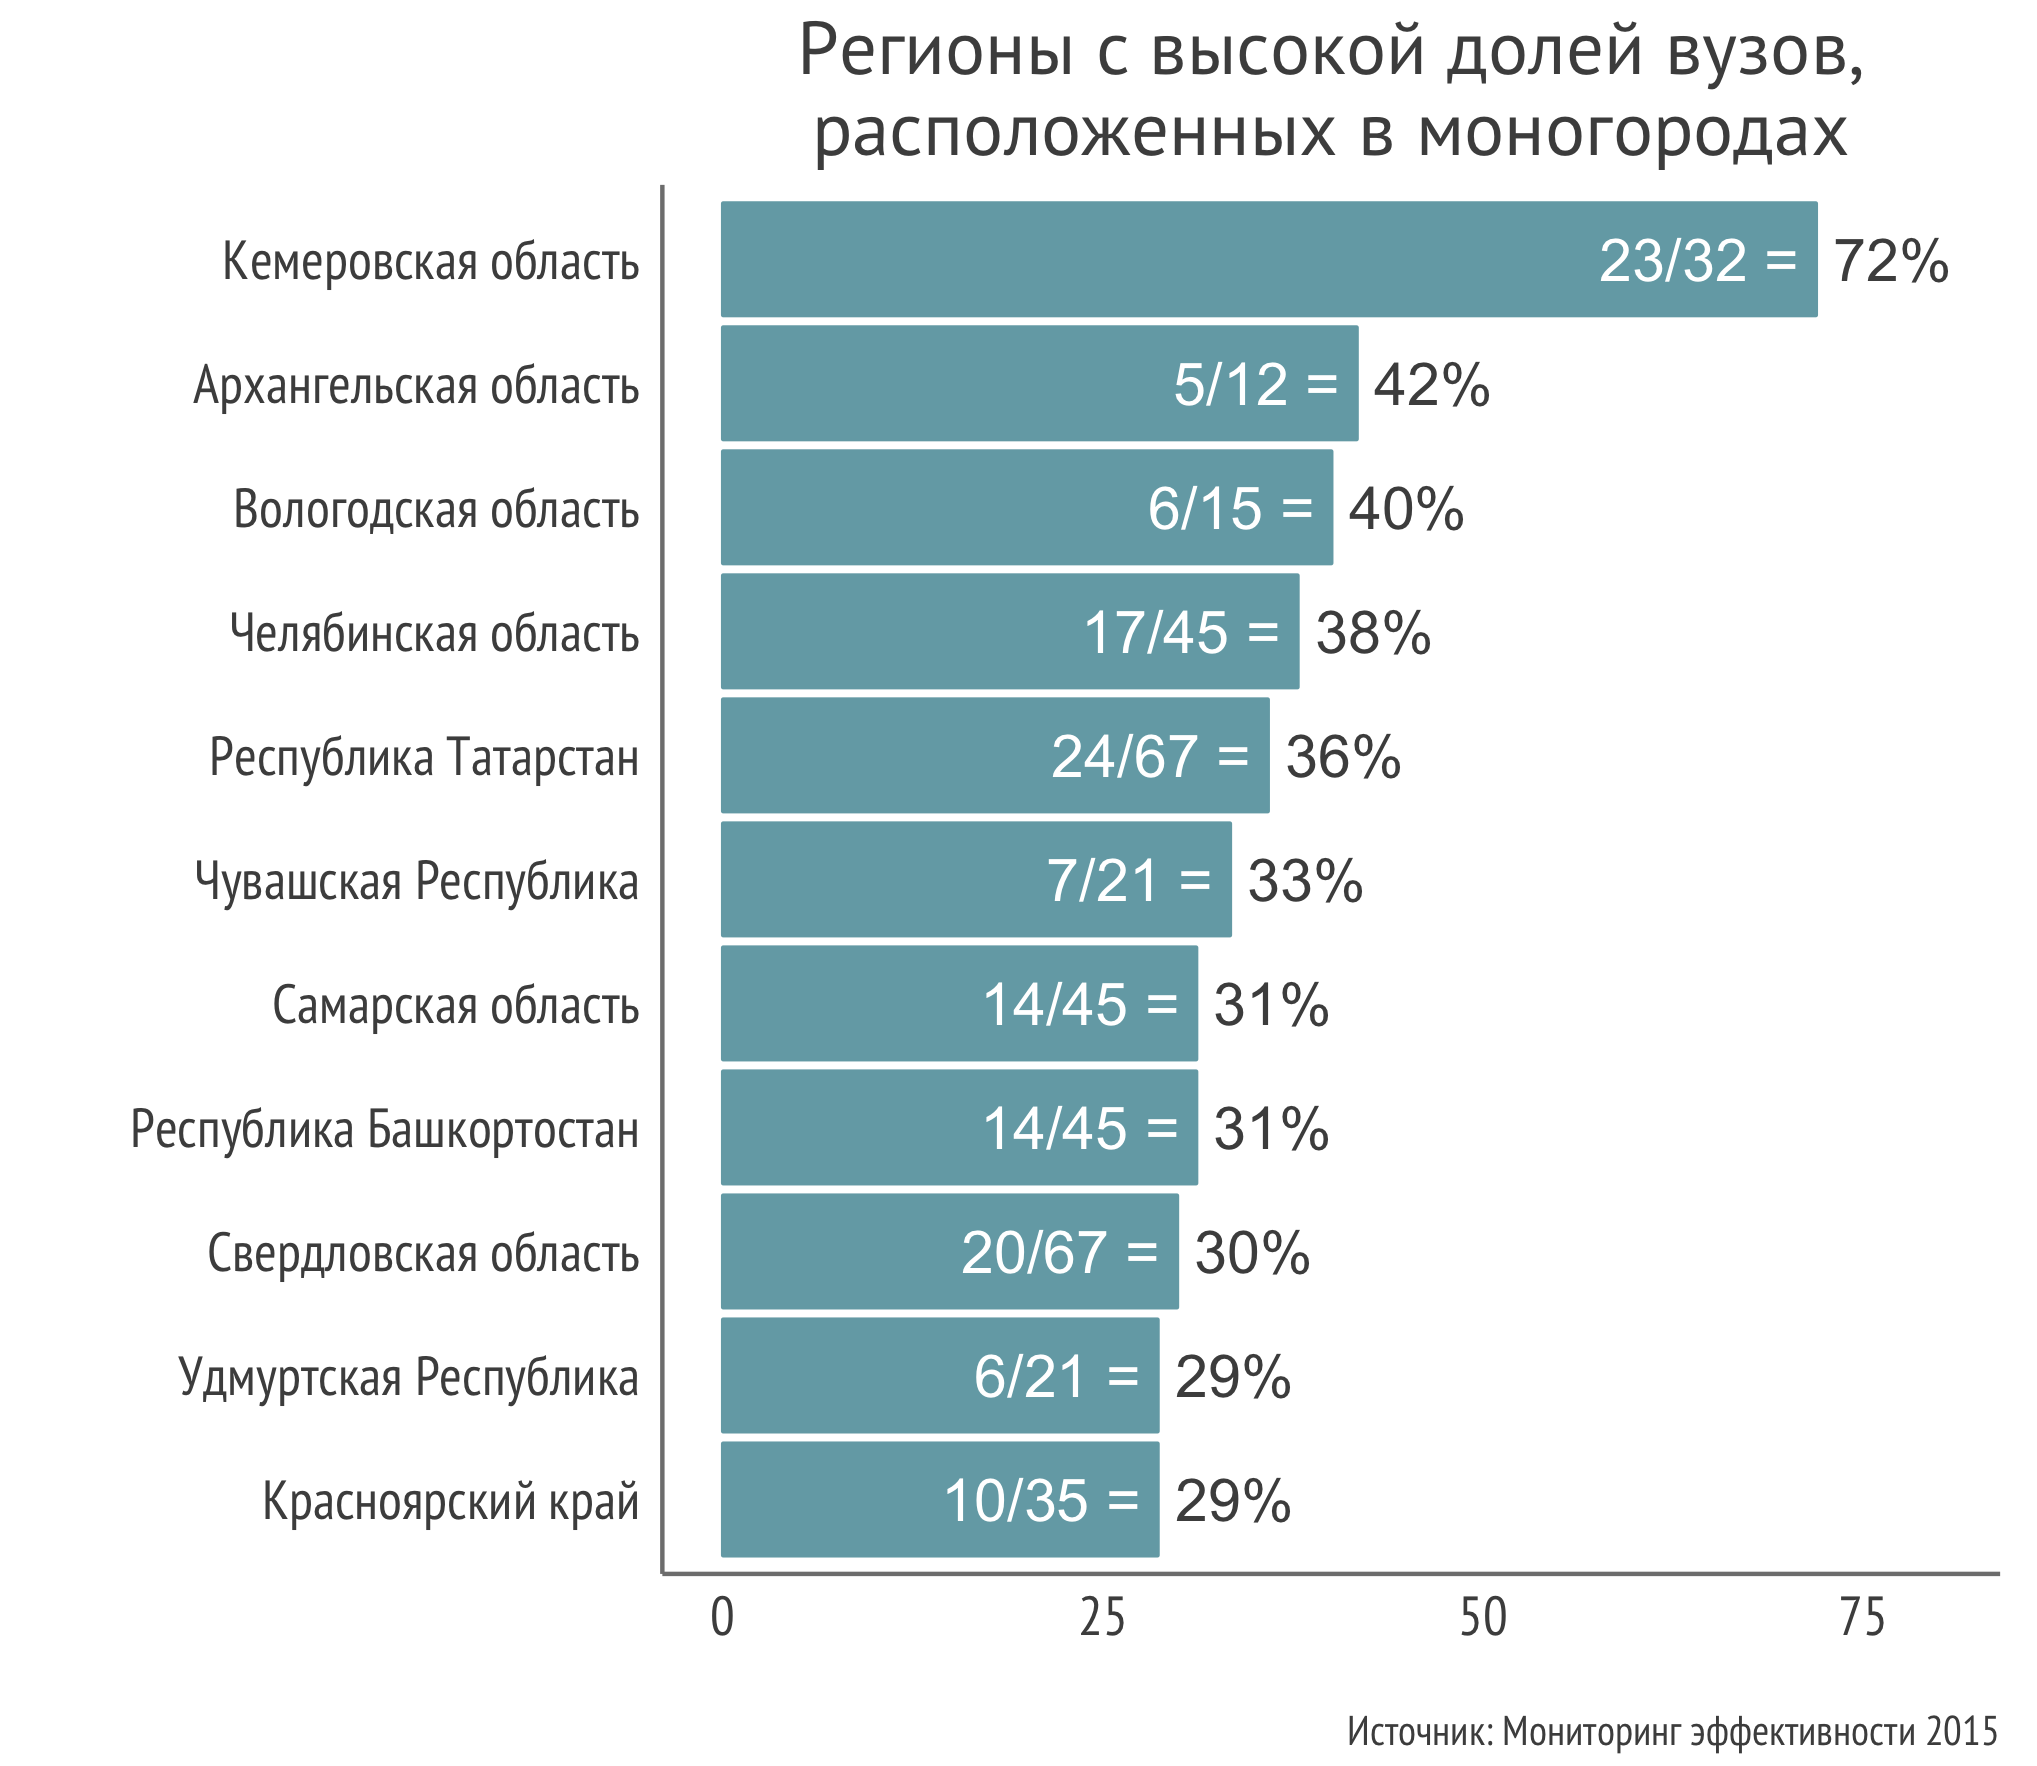 Регионы с высокой долей вузов,
расположенных в моногородах
Кемеровская область 23/32 = 72%
Архангельская область 5/12 = 42%
Вологодская область 6/15 = 40%
Челябинская область 17/45 = 38%
Республика Татарстан 24/67 = 36%
Чувашская Республика 7/21 = 33%
Самарская область 14/45 = 31%
Республика Башкортостан 14/45 = 31%
Свердловская область 20/67 = 30%
Удмуртская Республика 6/21 = 29%
Красноярский край 10/35 = 29%
0 25 50 75
Источник: Мониторинг эффективности 2015